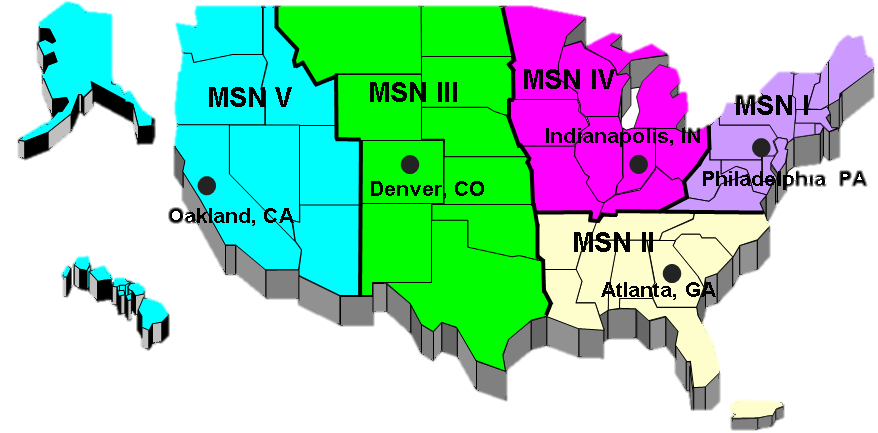 MSN V
MSN III
MSN IV
MSN I
Indianapolis, IN
Denver, CO
Philadelphia PA
Oakland, CA
MSN II
Atlanta, GA